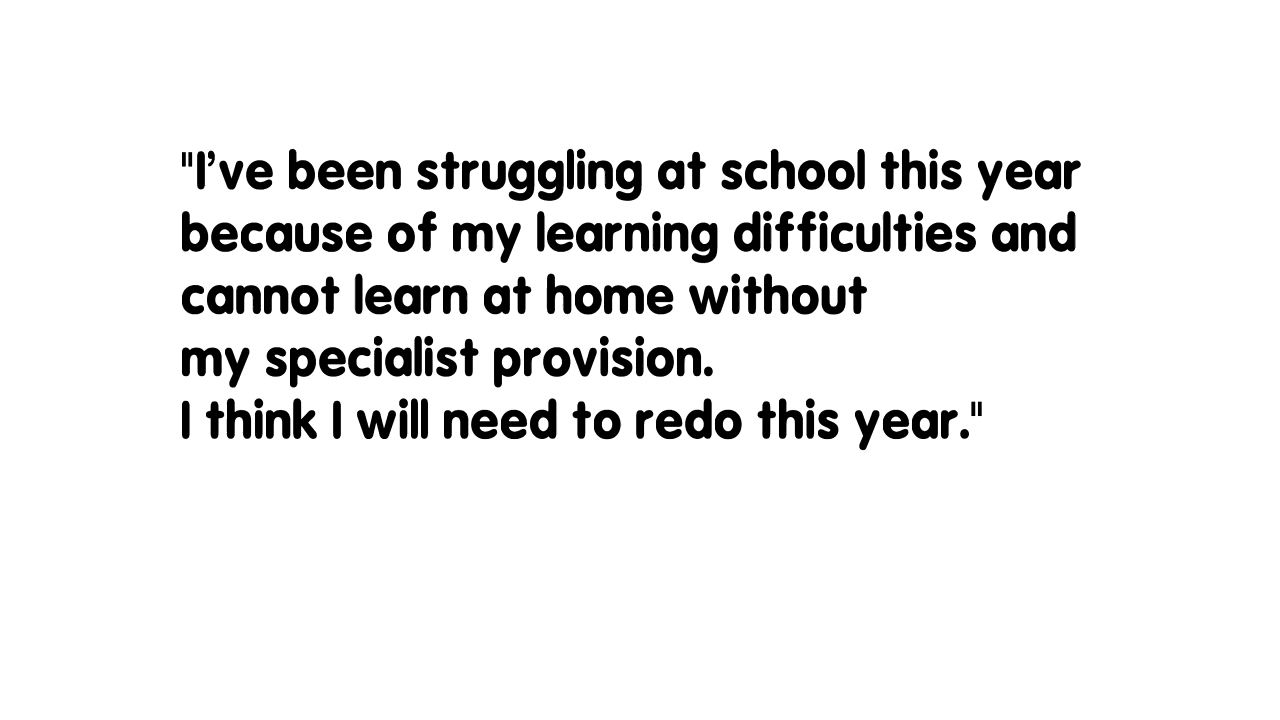 "I’ve been struggling at school this year
because of my learning difficulties and
cannot learn at home without
my specialist provision.
I think I will need to redo this year."